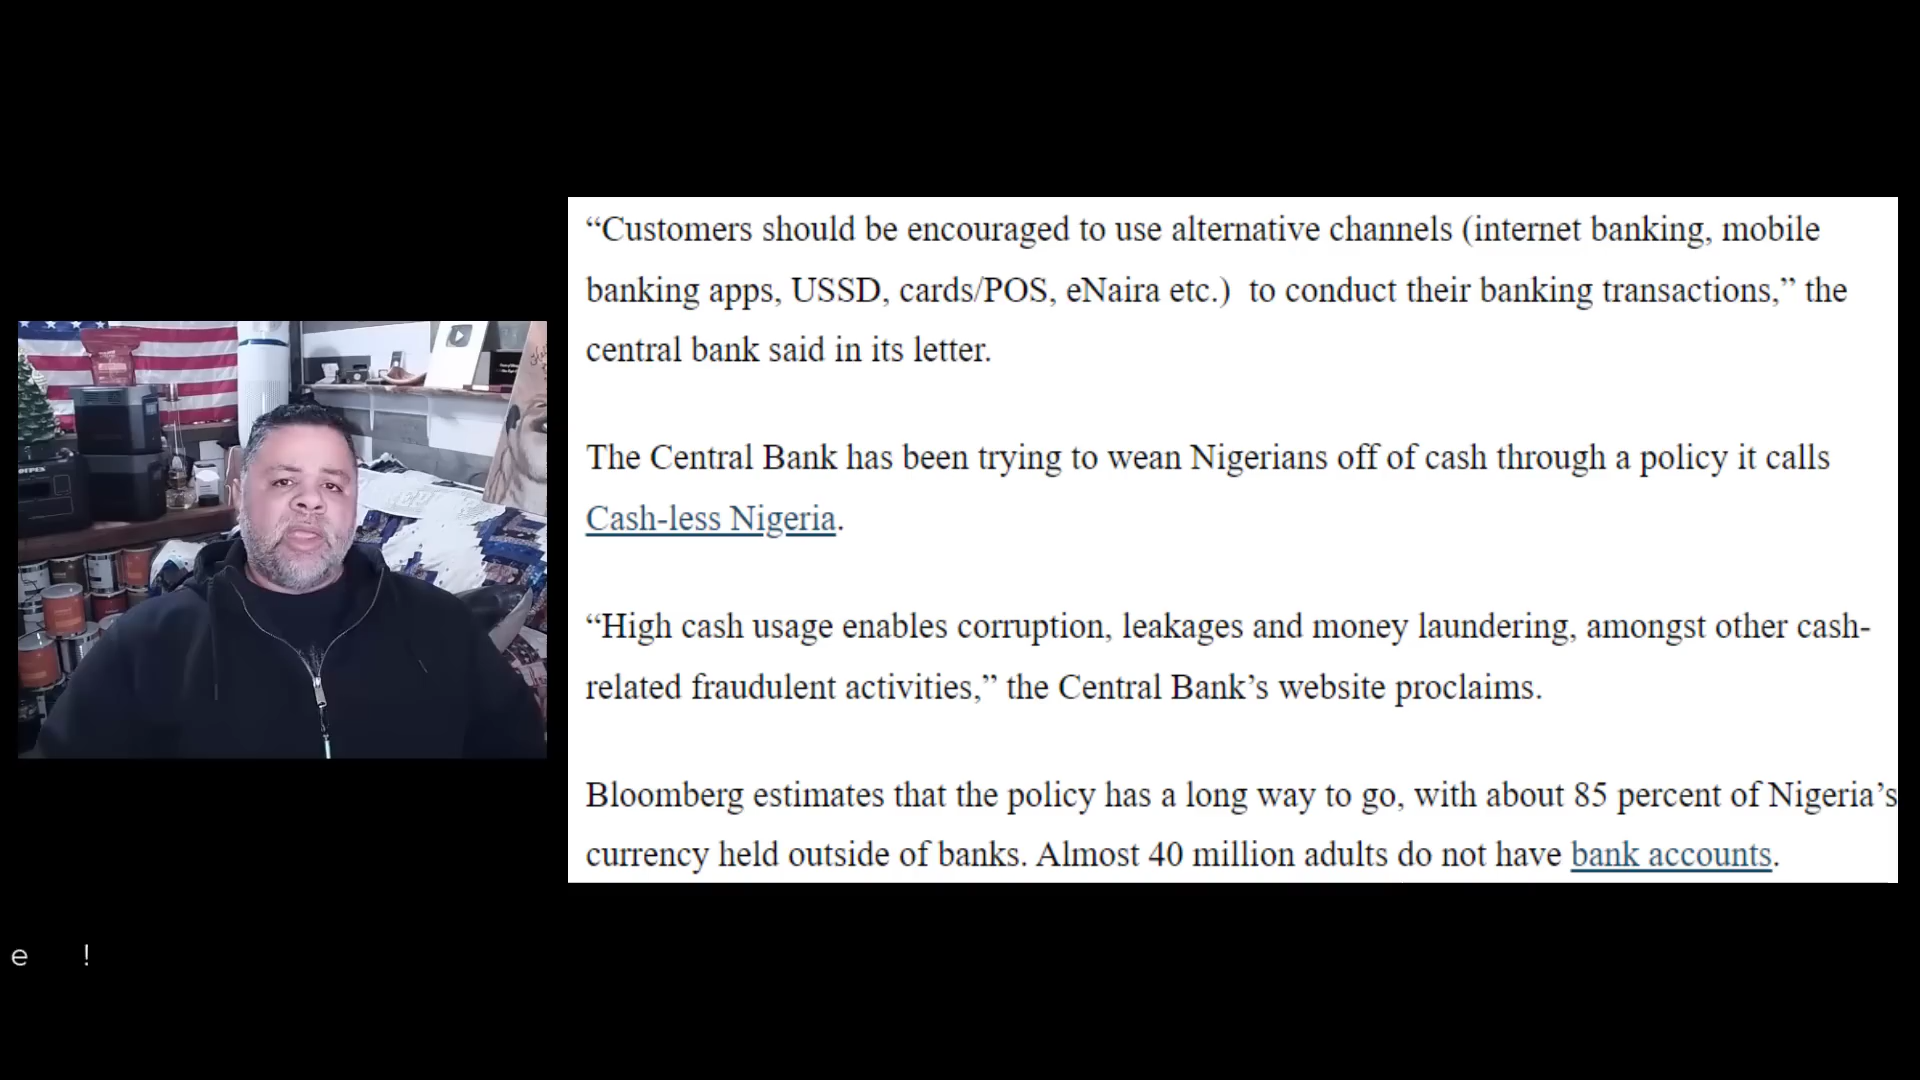 “Customers should be encouraged to use alternative channels (internet banking, mobile
banking apps, USSD, cards/POS, eNaira etc.)  to conduct their banking transactions,” the
central bank said in its letter.
The Central Bank has been trying to wean Nigerians off of cash through a policy it calls
Cash-less Nigeria.
“High cash usage enables corruption, leakages and money laundering, amongst other cash-
related fraudulent activities,” the Central Bank’s website proclaims.
Bloomberg estimates that the policy has a long way to go, with about 85 percent of Nigeria’s
currency held outside of banks. Almost 40 million adults do not have bank accounts.
e !